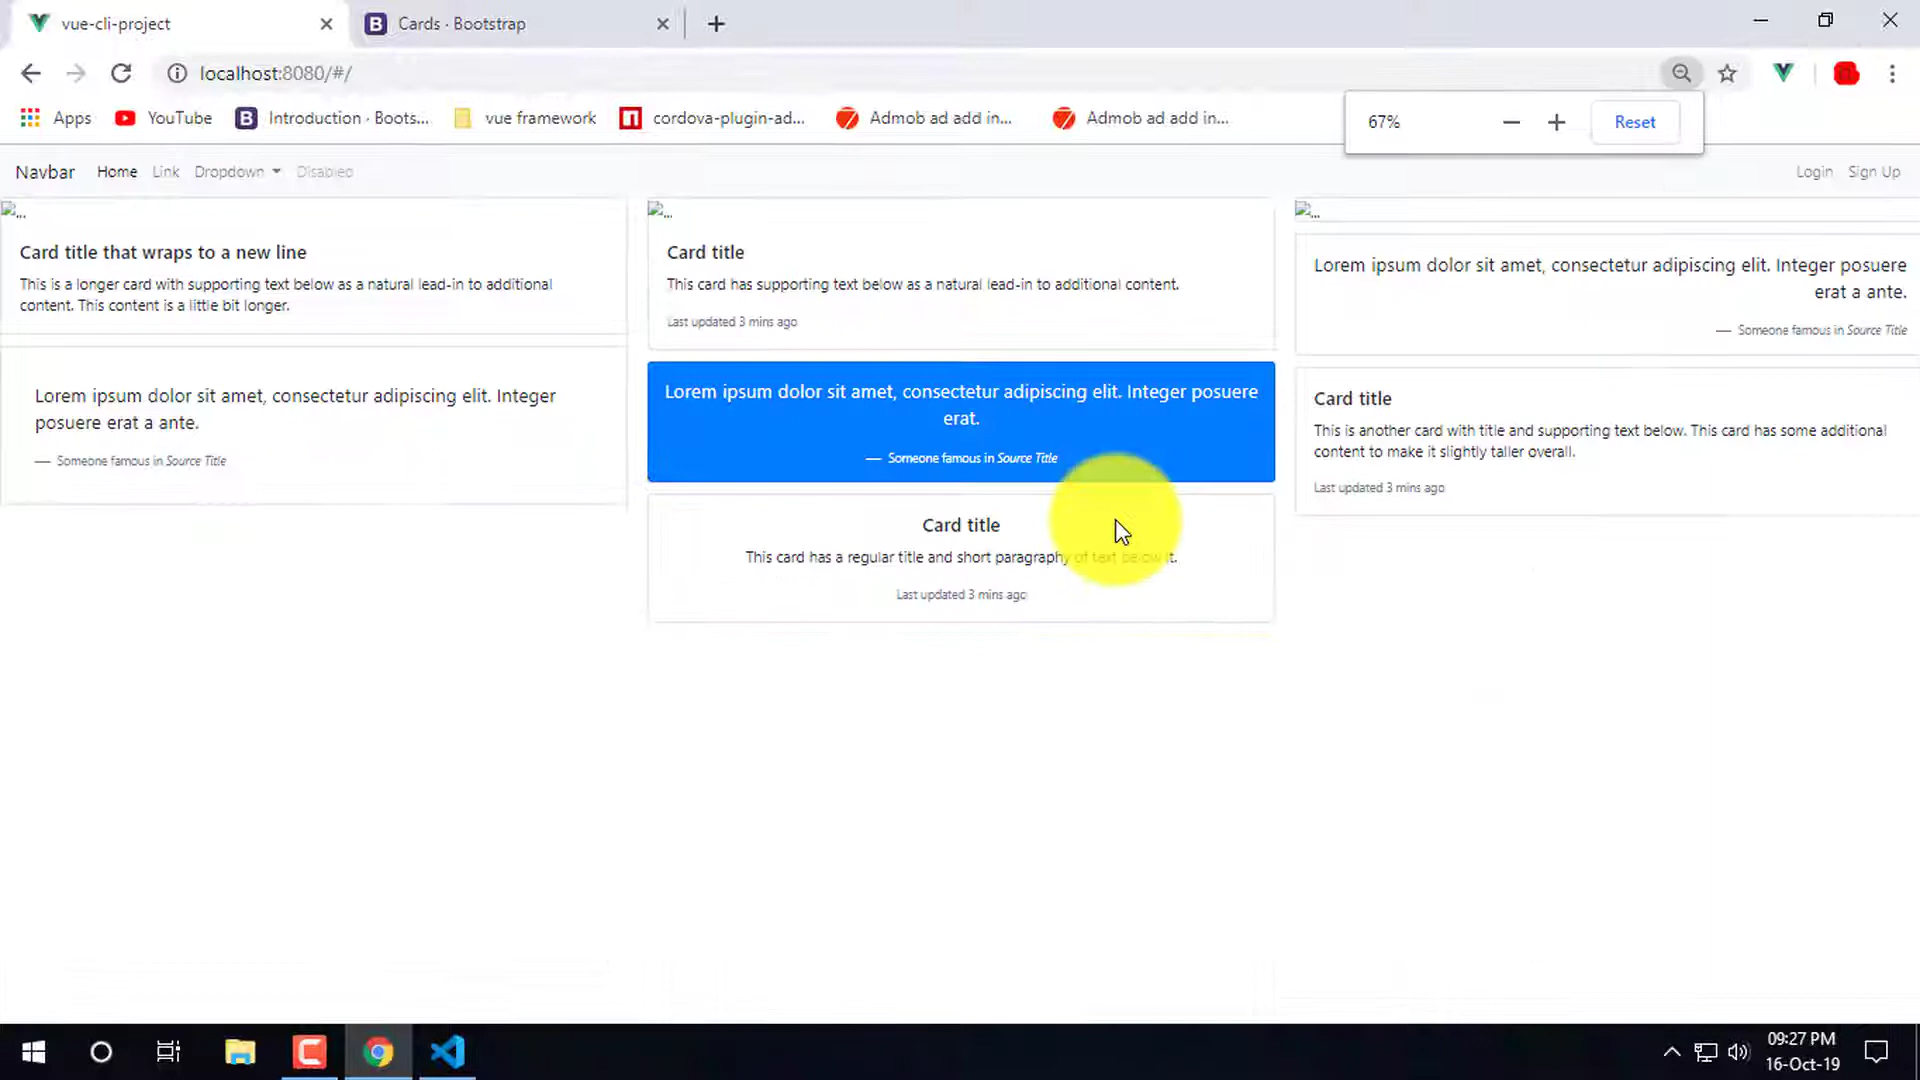 vue-cli-project
Cards · Bootstrap
localhost:8080/#/
Apps
YouTube
Introduction · Boots...
vue framework
cordova-plugin-ad...
Admob ad add in...
Admob ad add in...
67%
Reset
Navbar
Home
Link
Dropdown
Disabled
Login
Sign Up
...
Card title that wraps to a new line
This is a longer card with supporting text below as a natural lead-in to additional
content. This content is a little bit longer.
Lorem ipsum dolor sit amet, consectetur adipiscing elit. Integer
posuere erat a ante.
— Someone famous in Source Title
...
Card title
This card has supporting text below as a natural lead-in to additional content.
Last updated 3 mins ago
Lorem ipsum dolor sit amet, consectetur adipiscing elit. Integer posuere
erat.
— Someone famous in Source Title
Card title
This card has a regular title and short paragraphy of text below it.
Last updated 3 mins ago
...
Lorem ipsum dolor sit amet, consectetur adipiscing elit. Integer posuere
erat a ante.
— Someone famous in Source Title
Card title
This is another card with title and supporting text below. This card has some additional
content to make it slightly taller overall.
Last updated 3 mins ago
09:27 PM
16-Oct-19